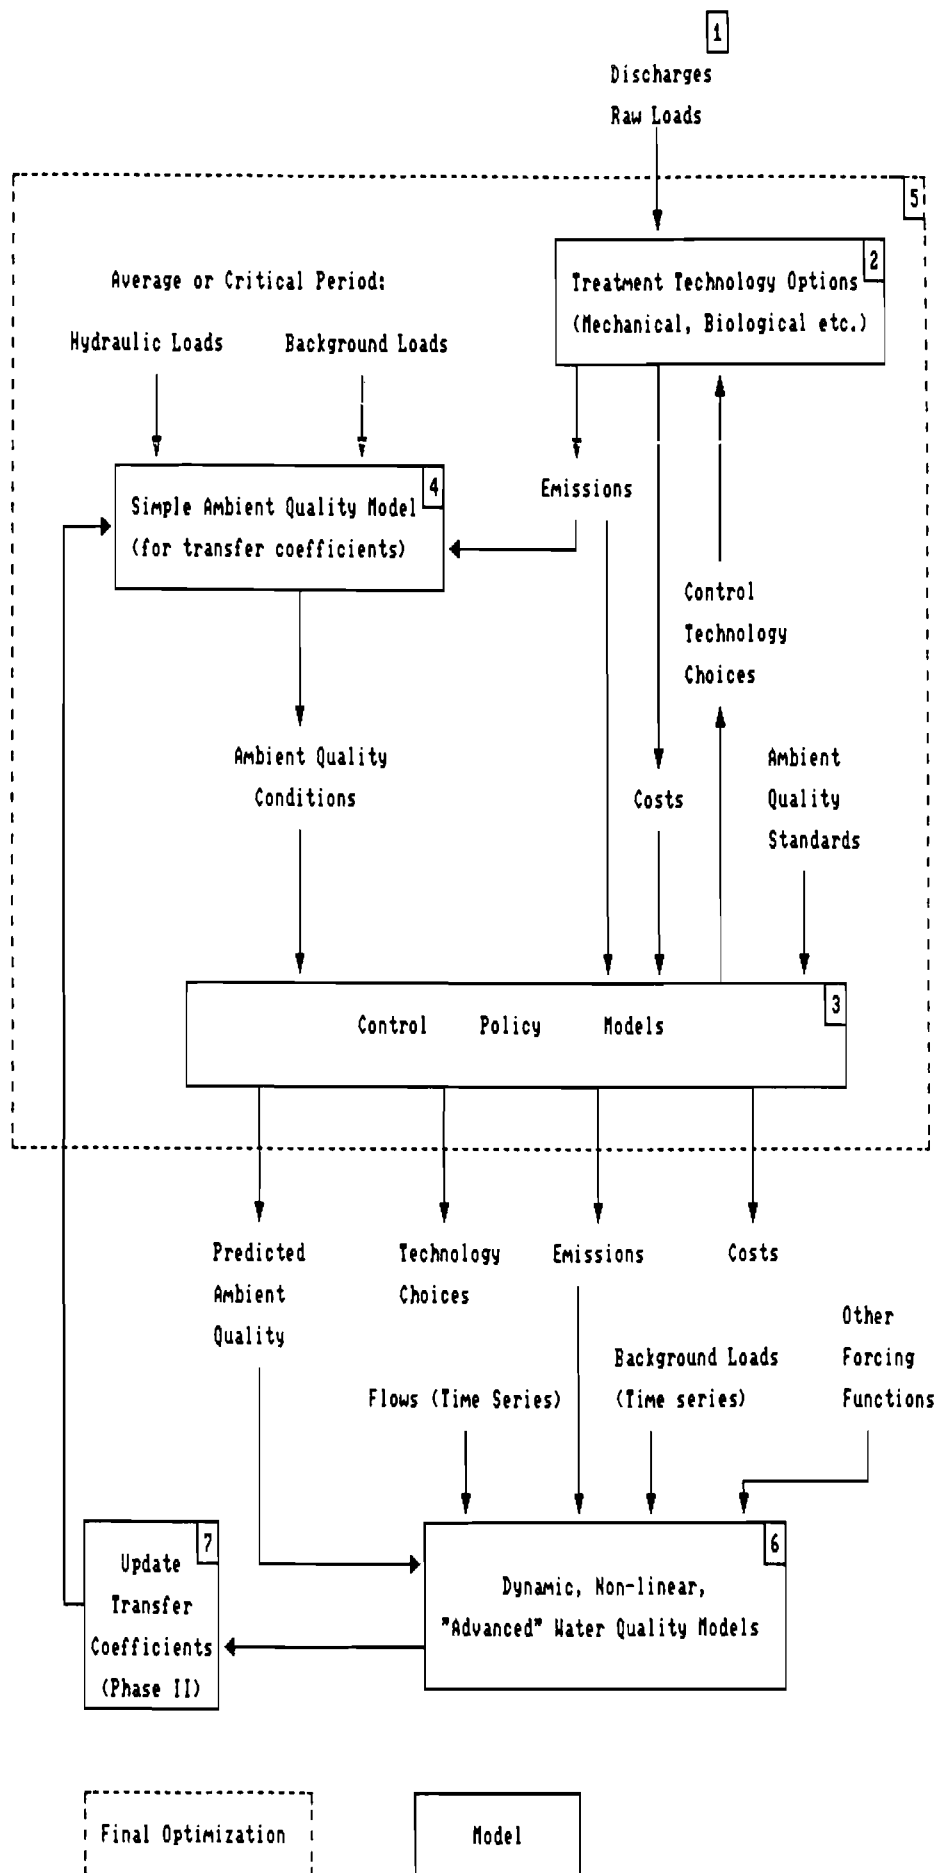 1
Discharges
Raw Loads
5
2
Treatment Technology Options
(Mechanical, Biological etc.)
Average or Critical Period:
Hydraulic Loads
Background Loads
4
Simple Ambient Quality Model
(for transfer coefficients)
Emissions
Control
Technology
Choices
Ambient Quality
Conditions
Costs
Ambient
Quality
Standards
3
Control Policy Models
Predicted
Ambient
Quality
Technology
Choices
Emissions
Costs
Flows (Time Series)
Background Loads
(Time series)
Other
Forcing
Functions
7
Update
Transfer
Coefficients
(Phase II)
6
Dynamic, Non-linear,
"Advanced" Water Quality Models
Final Optimization
Model